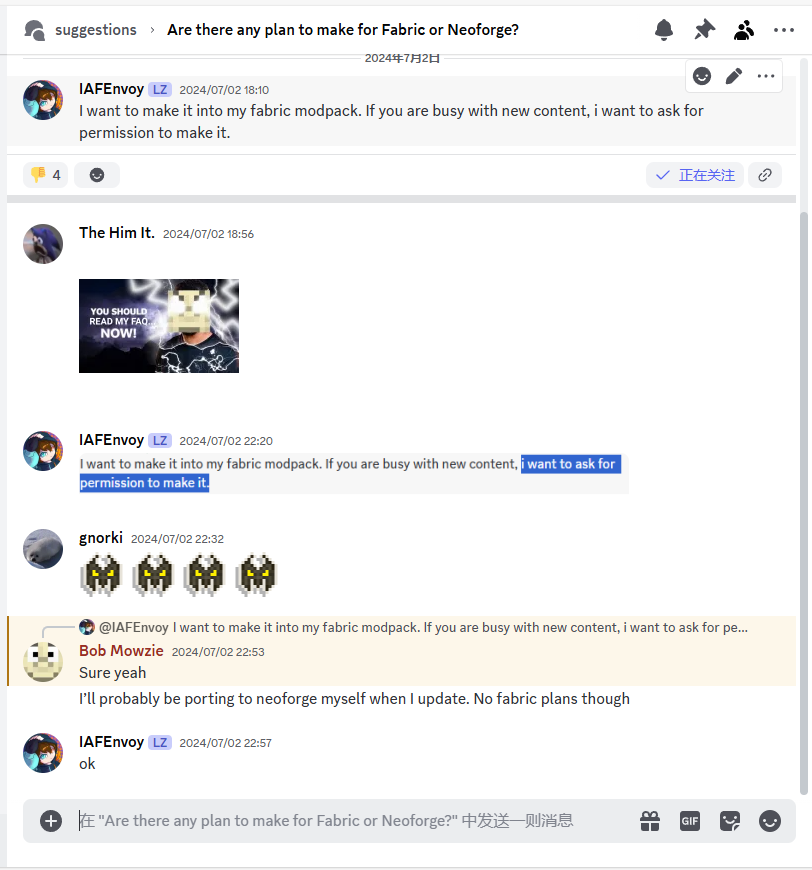 suggestions › Are there any plan to make for Fabric or Neoforge?
2024年7月2日
IAFEnvoy LZ 2024/07/02 18:10
I want to make it into my fabric modpack. If you are busy with new content, i want to ask for
permission to make it.
4
正在关注
The Him It. 2024/07/02 18:56
YOU SHOULD
READ MY FAQ...
NOW!
IAFEnvoy LZ 2024/07/02 22:20
I want to make it into my fabric modpack. If you are busy with new content, i want to ask for
permission to make it.
gnorki 2024/07/02 22:32
@IAFEnvoy I want to make it into my fabric modpack. If you are busy with new content, i want to ask for pe...
Bob Mowzie 2024/07/02 22:53
Sure yeah
I'll probably be porting to neoforge myself when I update. No fabric plans though
IAFEnvoy LZ 2024/07/02 22:57
ok
在 "Are there any plan to make for Fabric or Neoforge?" 中发送一则消息
GIF